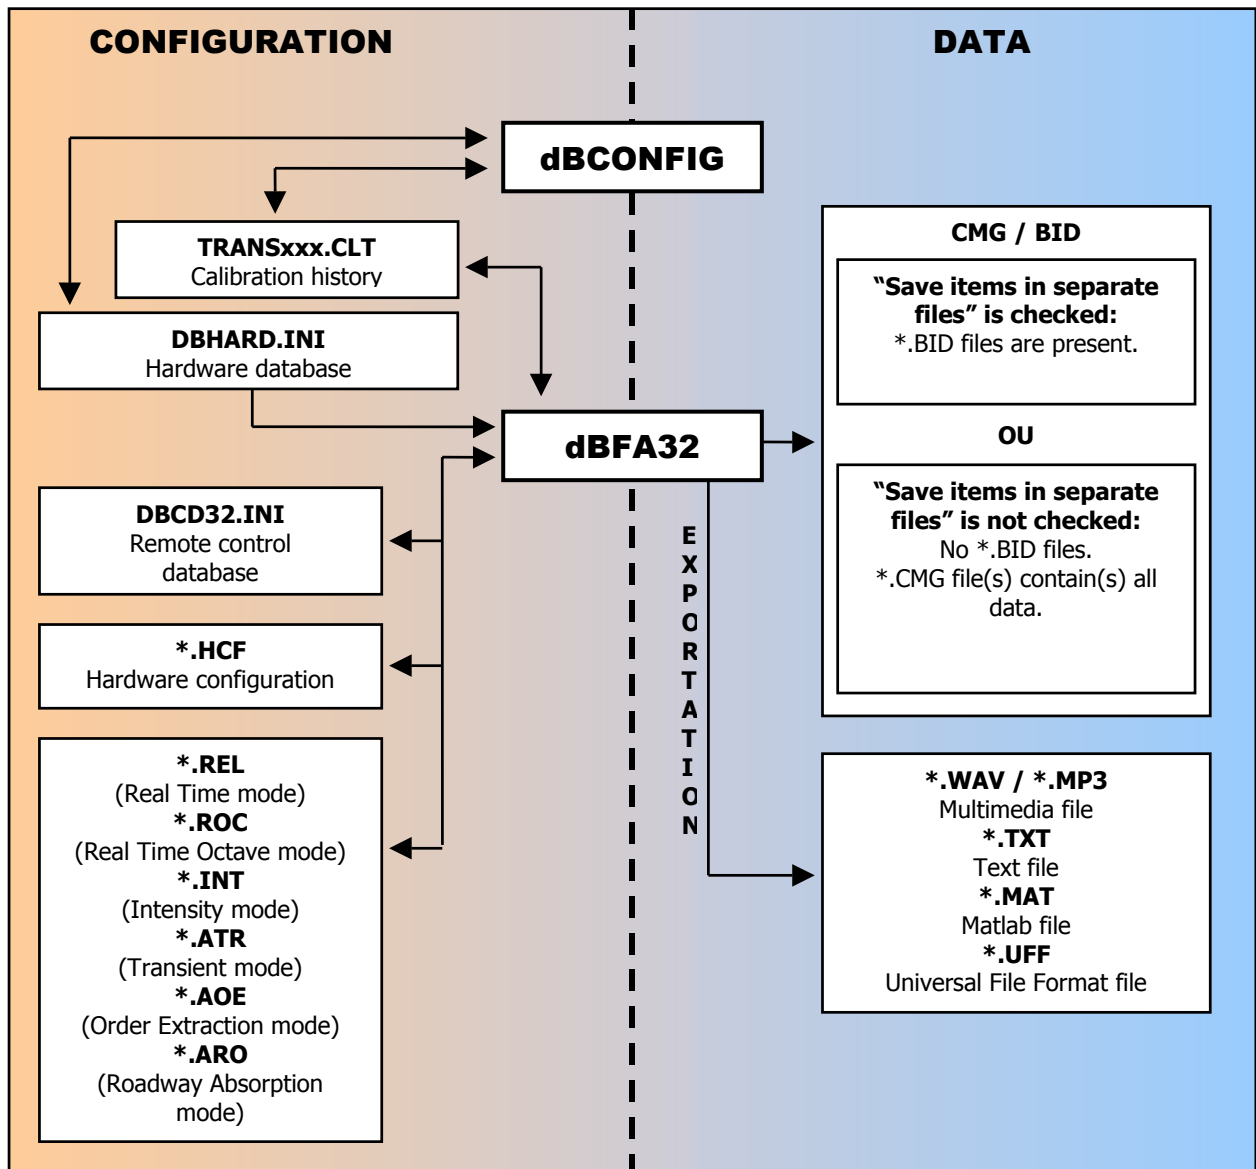 CONFIGURATION
DATA
dBCONFIG
TRANSxxx.CLT
Calibration history
DBHARD.INI
Hardware database
dBFA32
DBCD32.INI
Remote control
database
*.HCF
Hardware configuration
*.REL
(Real Time mode)
*.ROC
(Real Time Octave mode)
*.INT
(Intensity mode)
*.ATR
(Transient mode)
*.AOE
(Order Extraction mode)
*.ARO
(Roadway Absorption
mode)
EXPORTATION
CMG / BID
“Save items in separate
files” is checked:
*.BID files are present.
OU
“Save items in separate
files” is not checked:
No *.BID files.
*.CMG file(s) contain(s) all
data.
*.WAV / *.MP3
Multimedia file
*.TXT
Text file
*.MAT
Matlab file
*.UFF
Universal File Format file